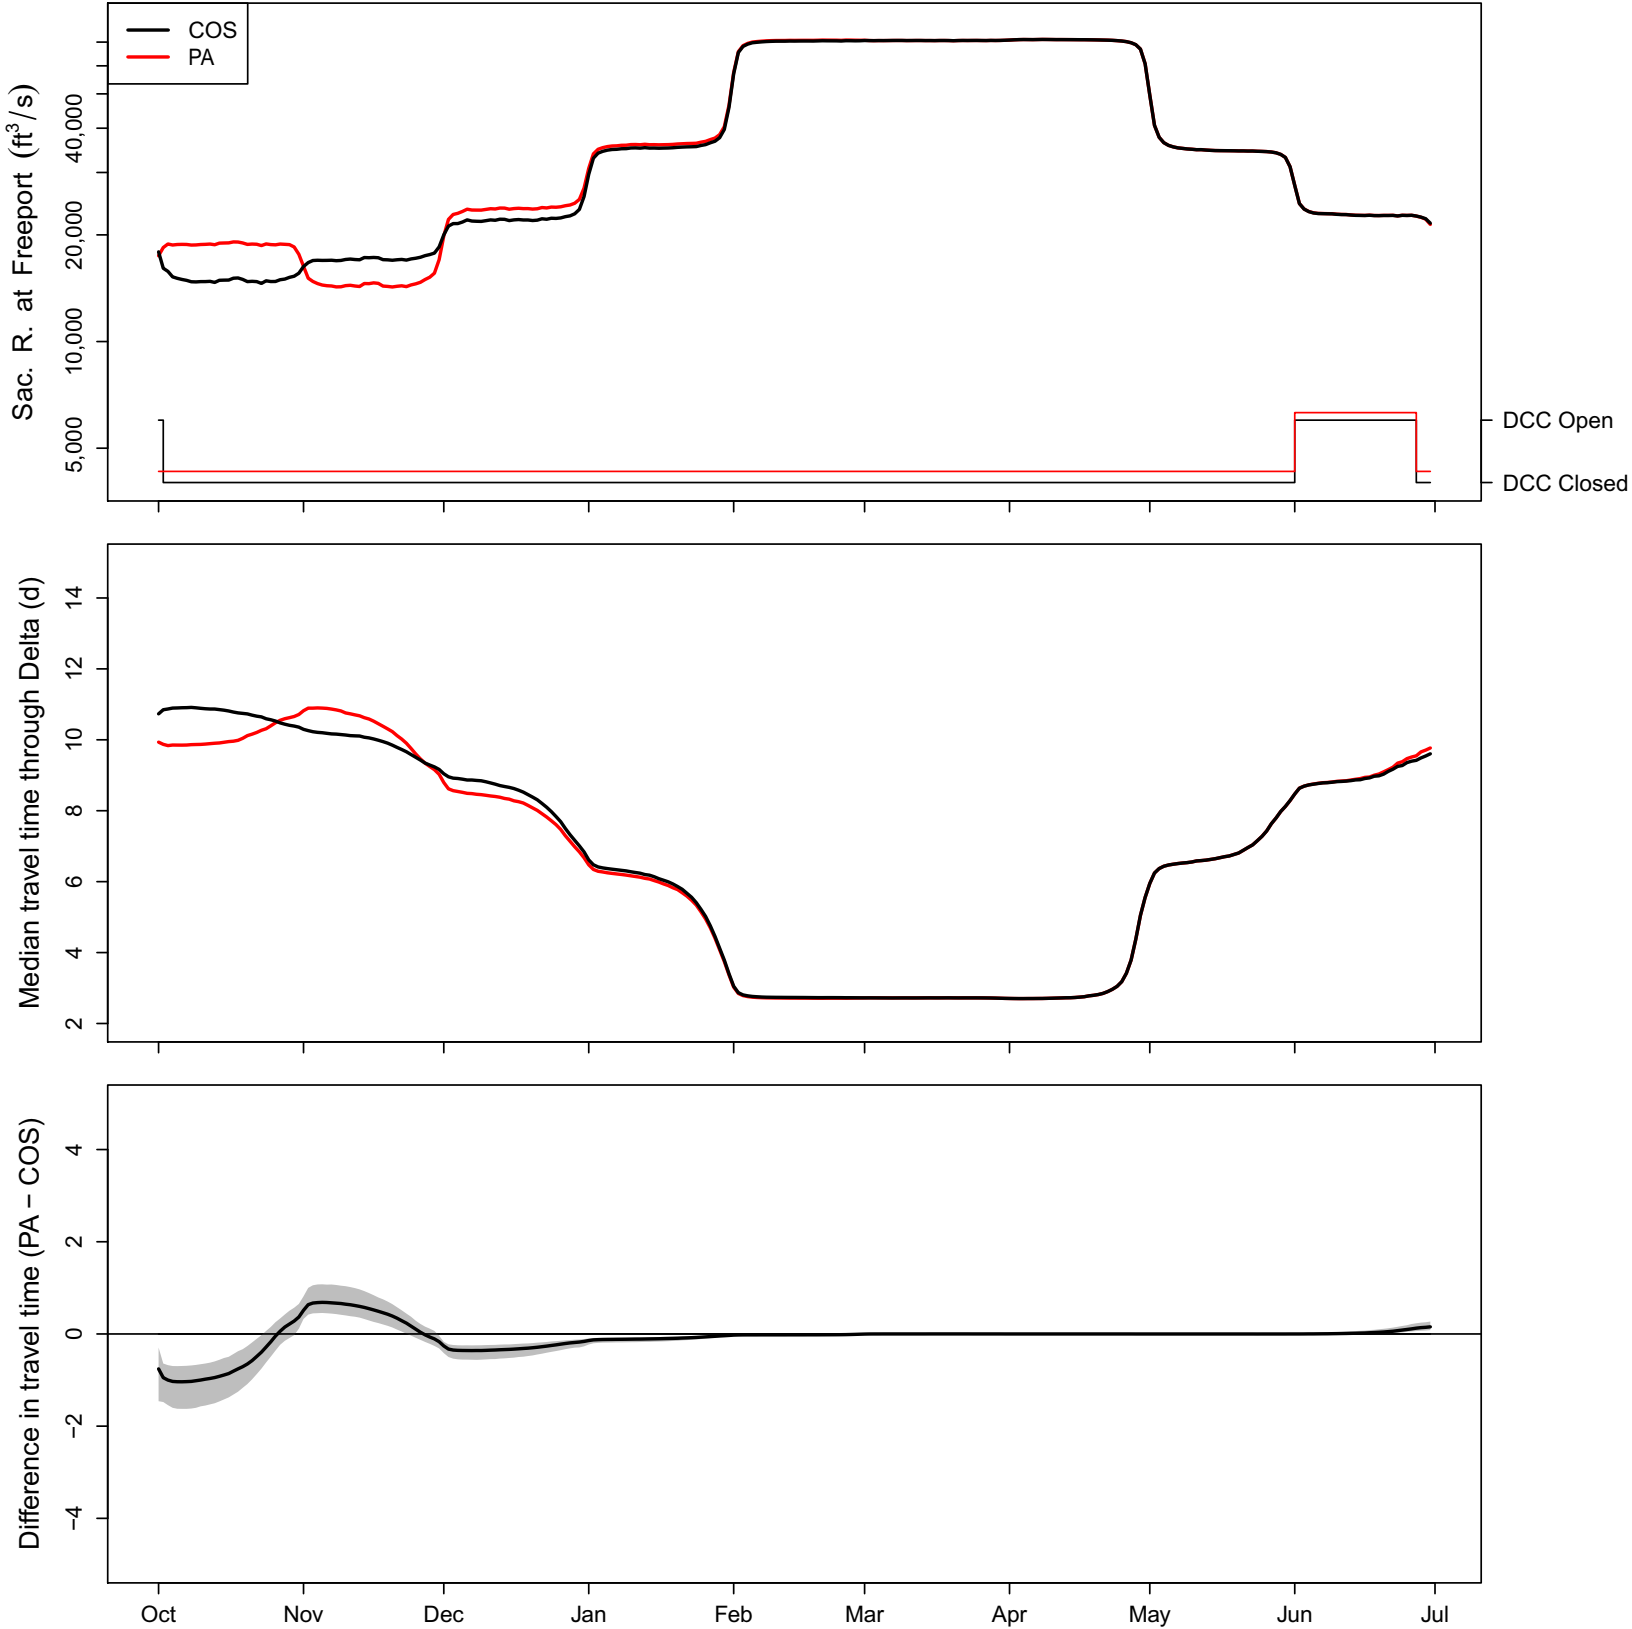 COS
PA
Sac. R. at Freeport (ft³/s)
40,000
20,000
10,000
5,000
DCC Open
DCC Closed
Median travel time through Delta (d)
14
12
10
8
6
4
2
Difference in travel time (PA − COS)
4
2
0
−2
−4
Oct Nov Dec Jan Feb Mar Apr May Jun Jul